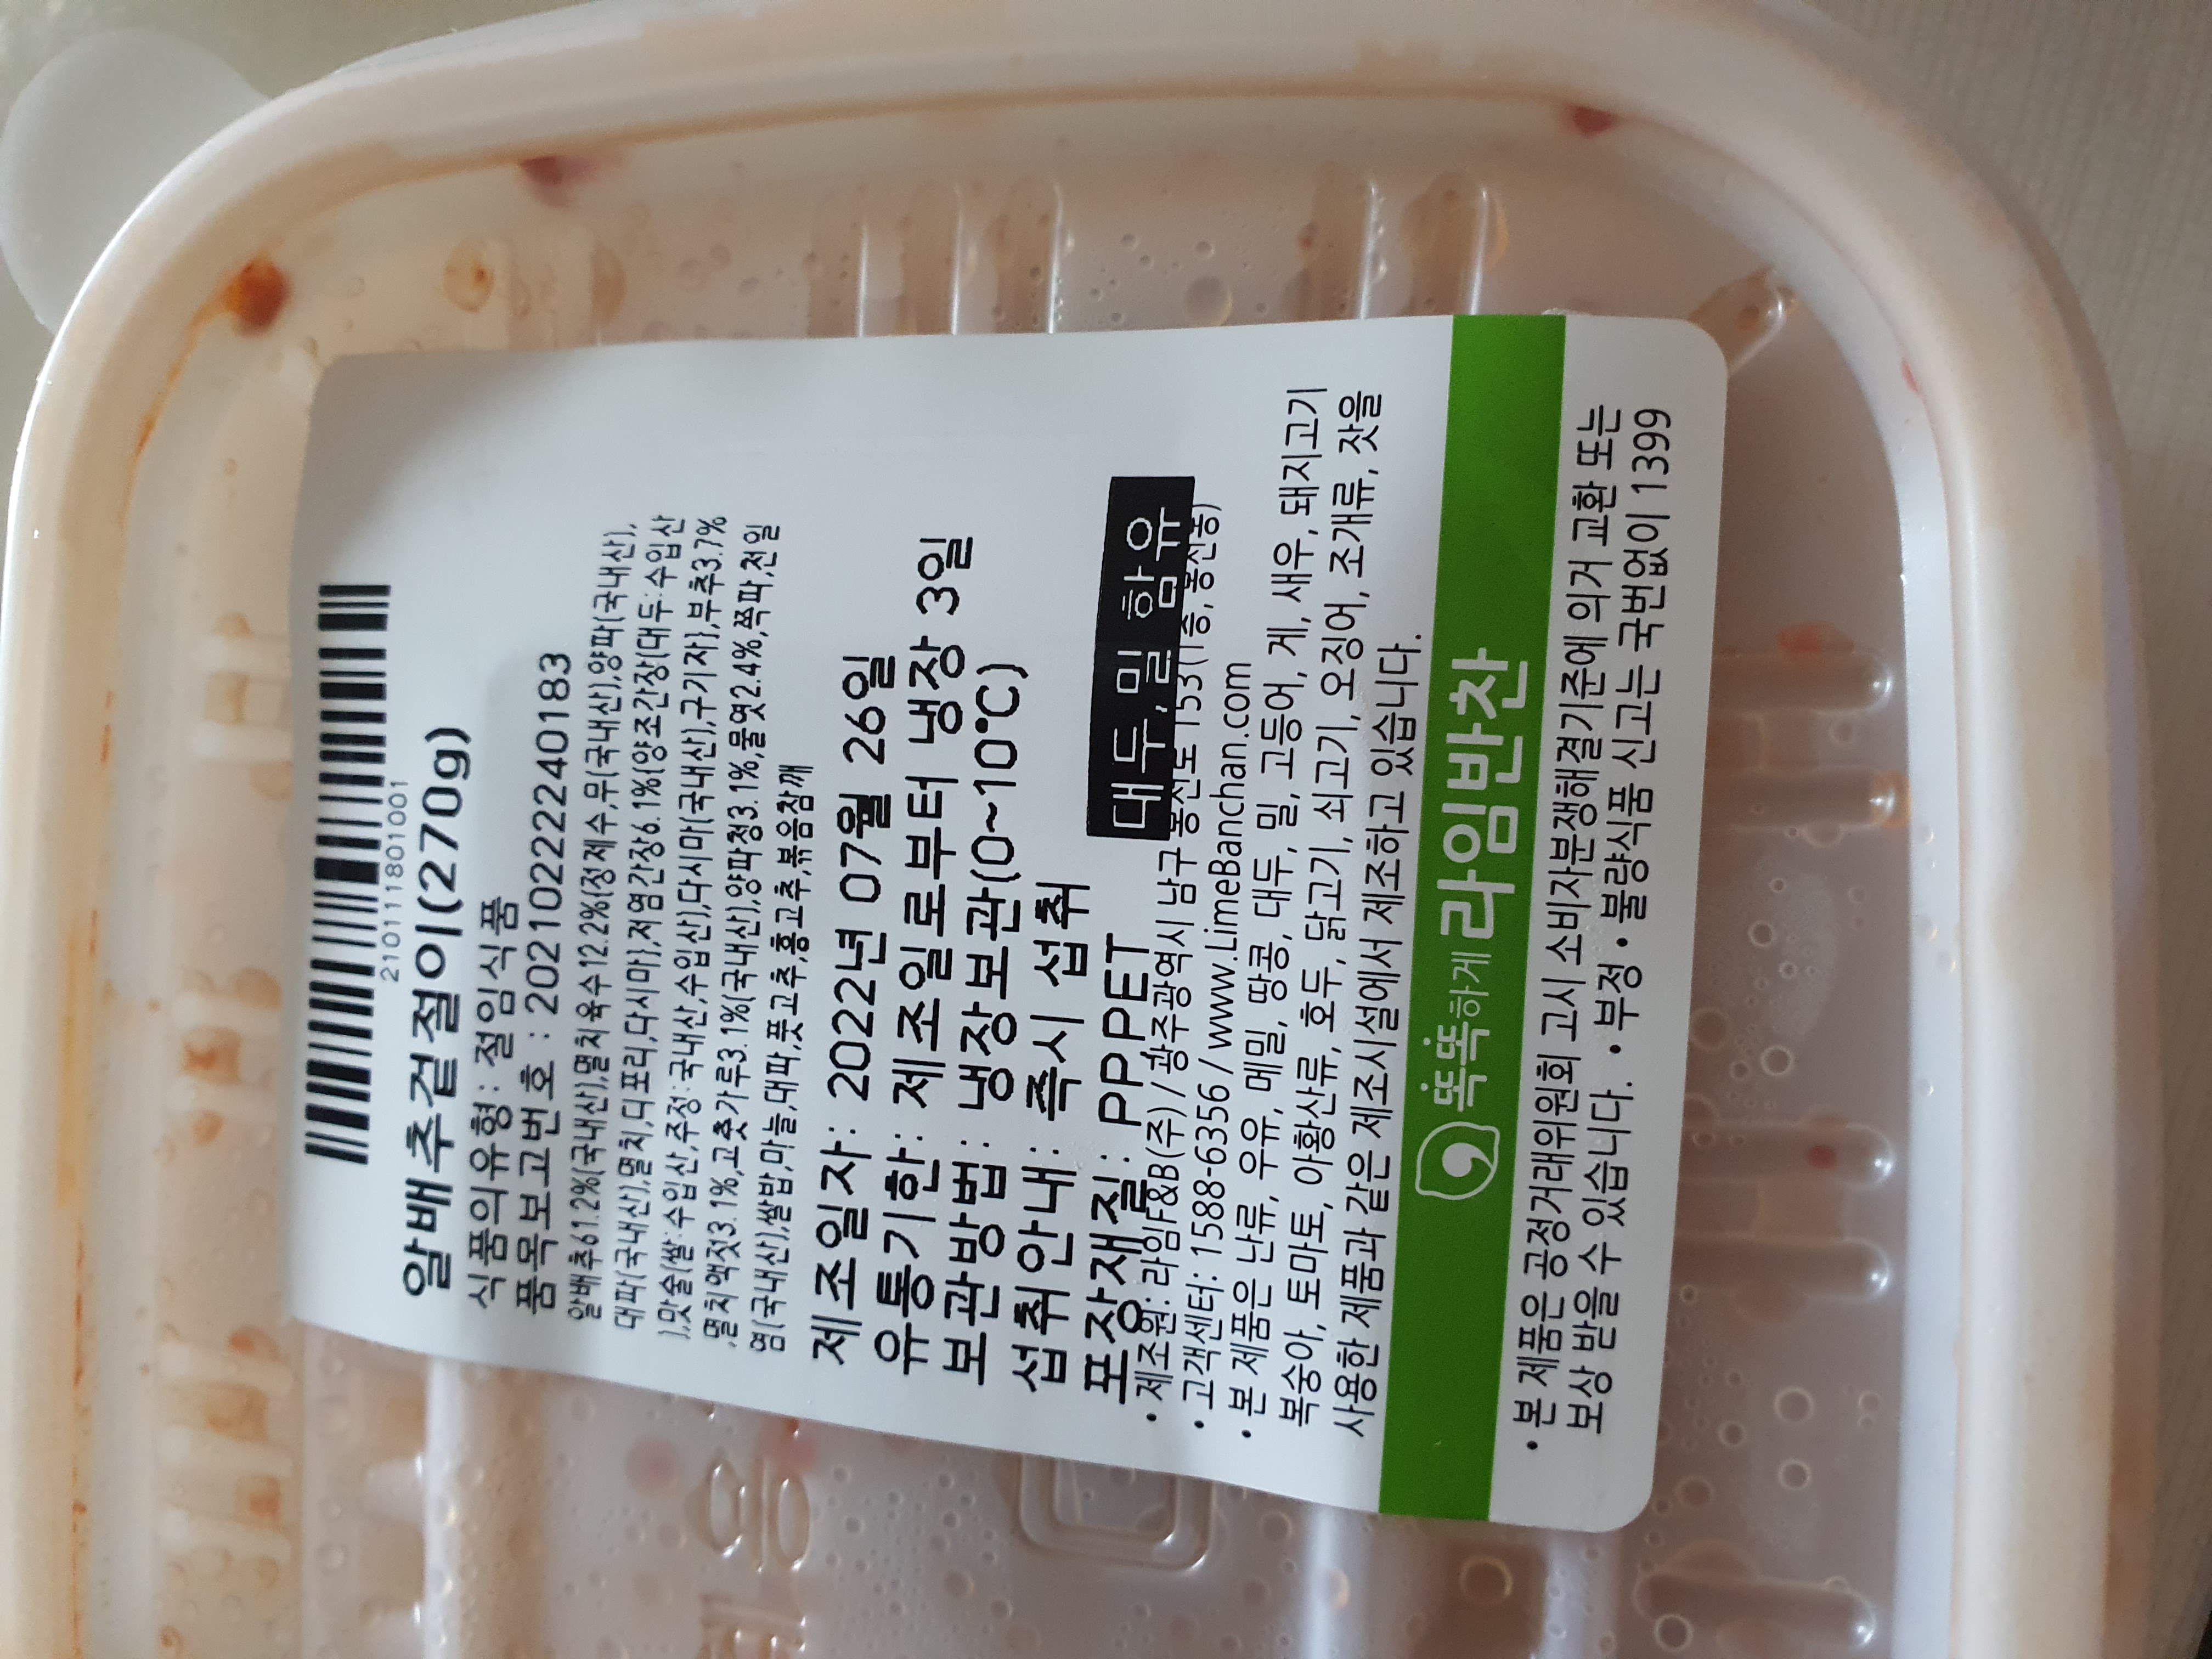 2101111801001
알배추겉절이(270g)
식품의유형: 절임식품
품목보고번호 : 20210222240183
알배추61.2%(국내산),멸치육수12.2%{정제수,무(국내산),양파(국내산),
대파(국내산),멸치,디포리,다시마},저염간장6.1%{양조간장(대두:수입산
),맛술(쌀:수입산,주정:국내산,수입산),다시마(국내산),구기자},부추3.7%
,멸치액젓3.1%,고춧가루3.1%(국내산),양파청3.1%,물엿2.4%,쪽파,천일
염(국내산),쌀밥,마늘,대파,풋고추,홍고추,볶음참깨
제조일자: 2022년 07월 26일
유통기한: 제조일로부터 냉장 3일
보관방법: 냉장보관(0~10℃)
섭취안내: 즉시 섭취
포장재질: PP PET
대두,밀 함유
• 제조원: 라임F&B(주) / 광주광역시 남구 봉선로 153(1층, 봉선동)
• 고객센터: 1588-6356 / www.LimeBanchan.com
• 본 제품은 난류, 우유, 메밀, 땅콩, 대두, 밀, 고등어, 게, 새우, 돼지고기
복숭아, 토마토, 아황산류, 호두, 닭고기, 쇠고기, 오징어, 조개류, 잣을
사용한 제품과 같은 제조시설에서 제조하고 있습니다.
똑똑하게 라임반찬
• 본 제품은 공정거래위원회 고시 소비자분쟁해결기준에 의거 교환 또는
보상 받을 수 있습니다. • 부정 • 불량식품 신고는 국번없이 1399